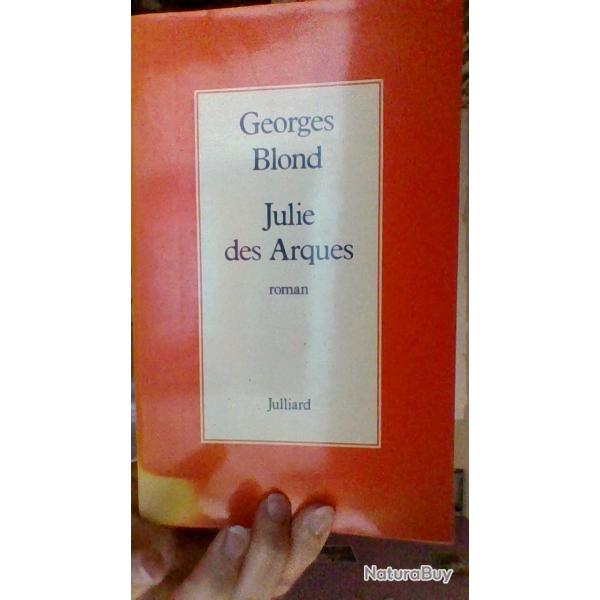 Georges
Blond
Julie
des Arques
roman
Julliard
NaturaBuy